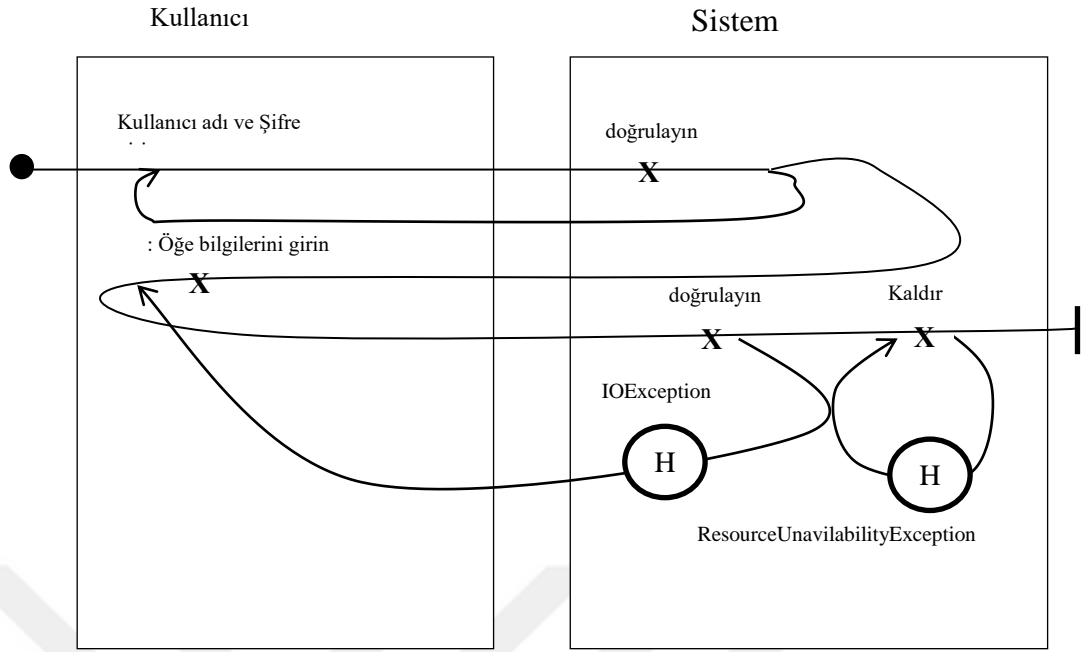 Kullanıcı
Sistem
Kullanıcı adı ve Şifre
doğrulayın
X
: Öğe bilgilerini girin
X
doğrulayın
Kaldır
X
X
IOException
H
H
ResourceUnavilabilityException